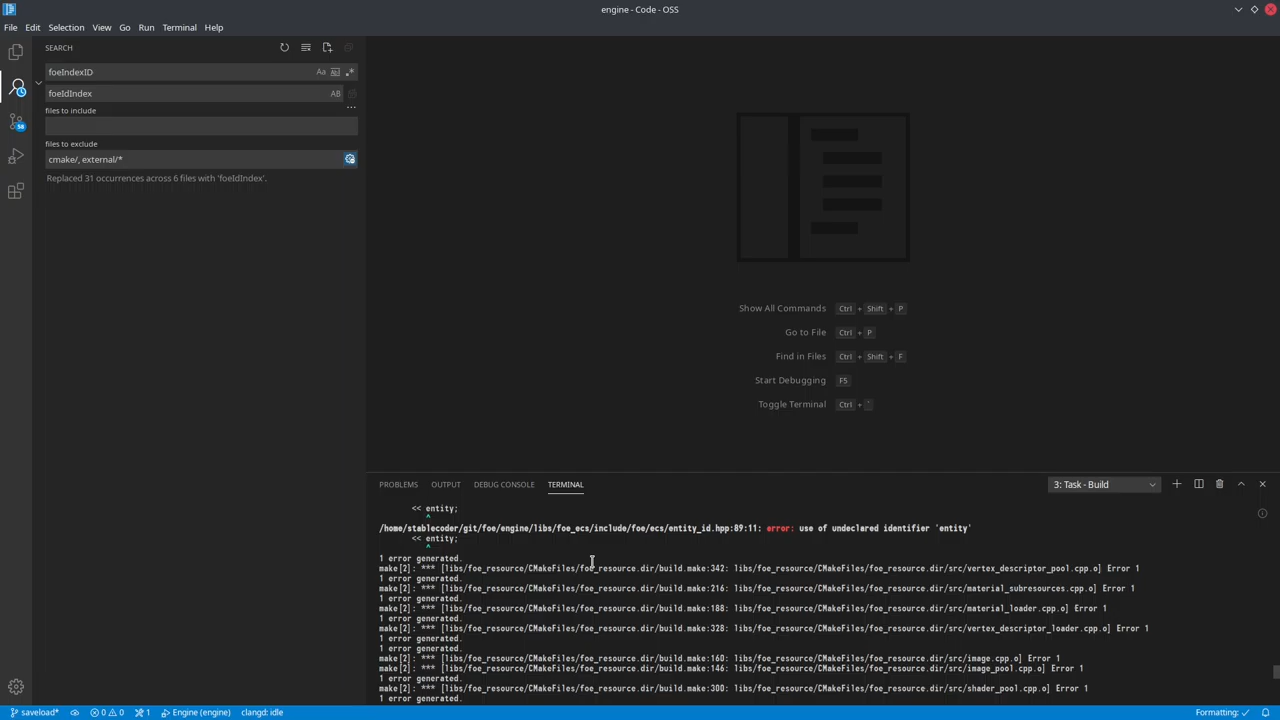 engine - Code - OSS
File Edit Selection View Go Run Terminal Help
SEARCH
foeIndexID
Aa ab .*
foeIdIndex
AB
files to include
...
files to exclude
cmake/, external/*
Replaced 31 occurrences across 6 files with 'foeIdIndex'.
58
Show All Commands Ctrl + Shift + P
Go to File Ctrl + P
Find in Files Ctrl + Shift + F
Start Debugging F5
Toggle Terminal Ctrl + `
PROBLEMS OUTPUT DEBUG CONSOLE TERMINAL
3: Task - Build
<< entity;
^
/home/stablecoder/git/foe/engine/libs/foe_ecs/include/foe/ecs/entity_id.hpp:89:11: error: use of undeclared identifier 'entity'
<< entity;
^
1 error generated.
make[2]: *** [libs/foe_resource/CMakeFiles/foe_resource.dir/build.make:342: libs/foe_resource/CMakeFiles/foe_resource.dir/src/vertex_descriptor_pool.cpp.o] Error 1
1 error generated.
make[2]: *** [libs/foe_resource/CMakeFiles/foe_resource.dir/build.make:216: libs/foe_resource/CMakeFiles/foe_resource.dir/src/material_subresources.cpp.o] Error 1
1 error generated.
make[2]: *** [libs/foe_resource/CMakeFiles/foe_resource.dir/build.make:188: libs/foe_resource/CMakeFiles/foe_resource.dir/src/material_loader.cpp.o] Error 1
1 error generated.
make[2]: *** [libs/foe_resource/CMakeFiles/foe_resource.dir/build.make:328: libs/foe_resource/CMakeFiles/foe_resource.dir/src/vertex_descriptor_loader.cpp.o] Error 1
1 error generated.
1 error generated.
make[2]: *** [libs/foe_resource/CMakeFiles/foe_resource.dir/build.make:160: libs/foe_resource/CMakeFiles/foe_resource.dir/src/image.cpp.o] Error 1
make[2]: *** [libs/foe_resource/CMakeFiles/foe_resource.dir/build.make:146: libs/foe_resource/CMakeFiles/foe_resource.dir/src/image_pool.cpp.o] Error 1
1 error generated.
make[2]: *** [libs/foe_resource/CMakeFiles/foe_resource.dir/build.make:300: libs/foe_resource/CMakeFiles/foe_resource.dir/src/shader_pool.cpp.o] Error 1
1 error generated.
saveload* 0 0 1 Engine (engine) clangd: idle Formatting: ✓